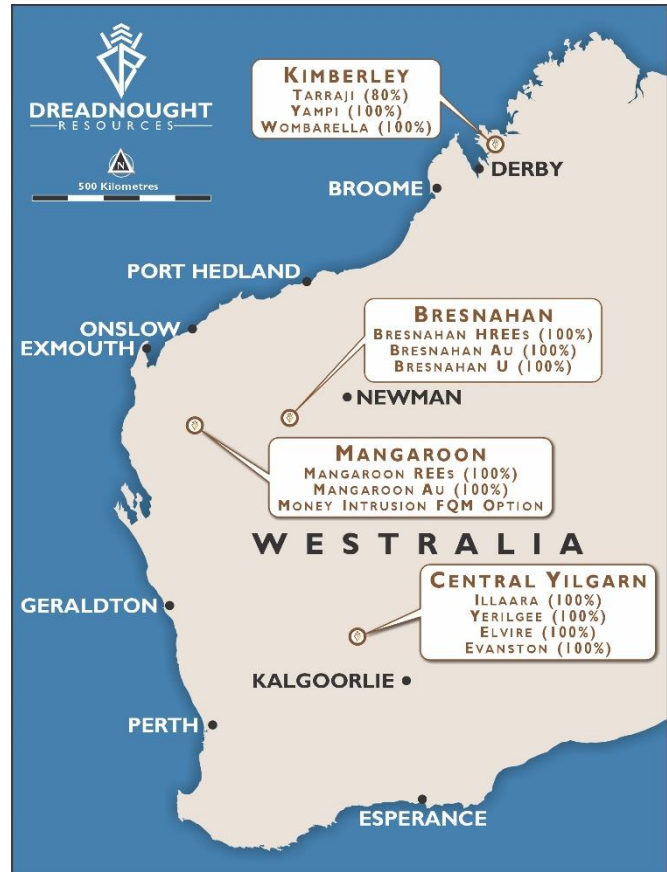 DREADNOUGHT
RESOURCES
N
500 Kilometres
KIMBERLEY
TARRAJI (80%)
YAMPI (100%)
WOMBARELLA (100%)
DERBY
BROOME
PORT HEDLAND
ONSLOW
EXMOUTH
BRESNAHAN
BRESNAHAN HREES (100%)
BRESNAHAN AU (100%)
BRESNAHAN U (100%)
NEWMAN
MANGAROON
MANGAROON REES (100%)
MANGAROON AU (100%)
MONEY INTRUSION FQM OPTION
WESTRALIA
CENTRAL YILGARN
ILLAARA (100%)
YERILGEE (100%)
ELVIRE (100%)
EVANSTON (100%)
GERALDTON
KALGOORLIE
PERTH
ESPERANCE